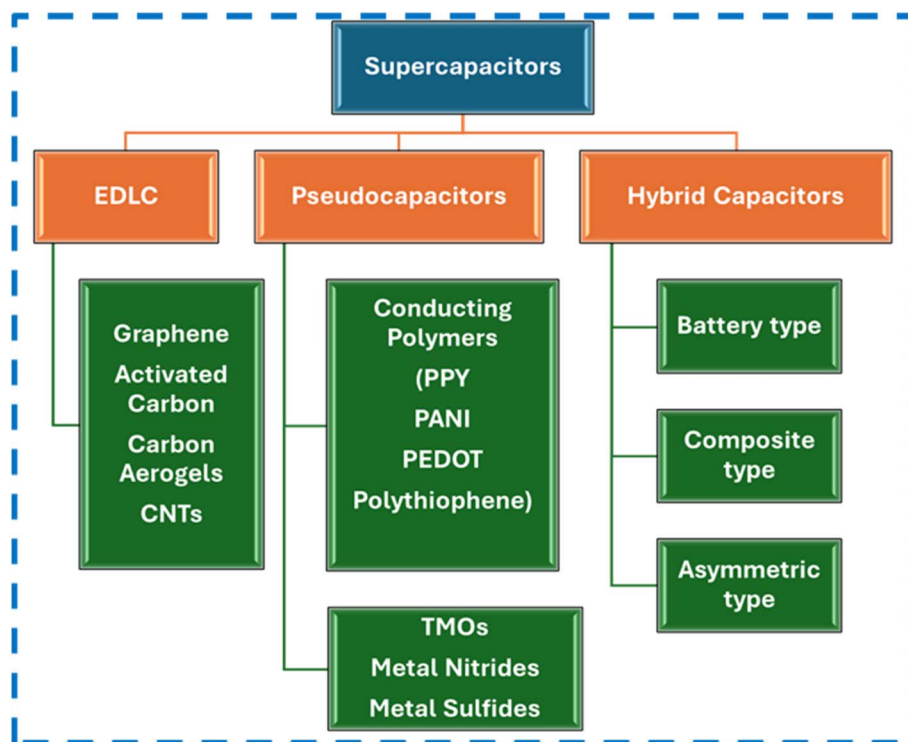 Supercapacitors
EDLC
Pseudocapacitors
Hybrid Capacitors
Graphene
Activated
Carbon
Carbon
Aerogels
CNTs
Conducting
Polymers
(PPY
PANI
PEDOT
Polythiophene)
TMOs
Metal Nitrides
Metal Sulfides
Battery type
Composite
type
Asymmetric
type